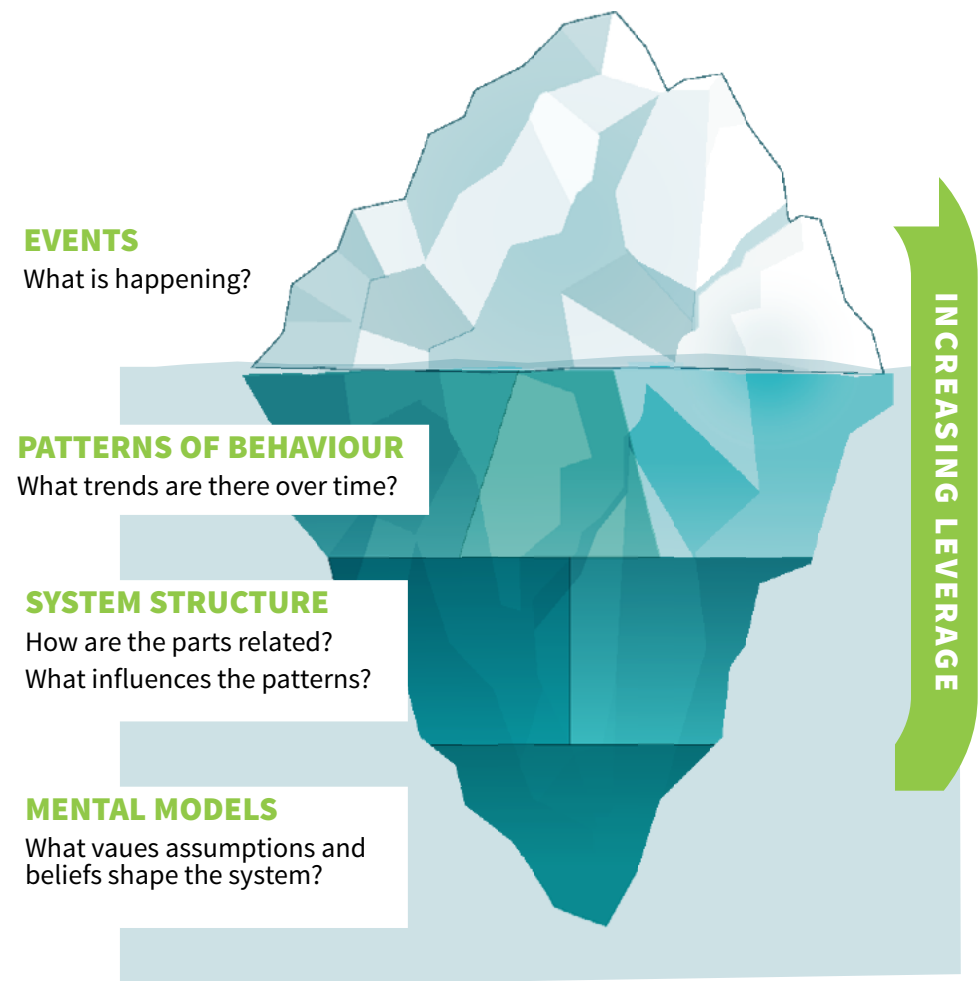 EVENTS
What is happening?
PATTERNS OF BEHAVIOUR
What trends are there over time?
SYSTEM STRUCTURE
How are the parts related?
What influences the patterns?
MENTAL MODELS
What vaues assumptions and
beliefs shape the system?
INCREASING LEVERAGE